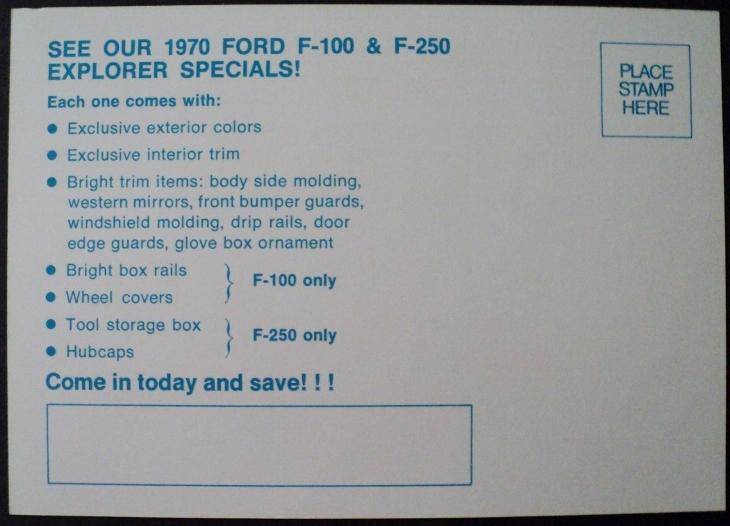 SEE OUR 1970 FORD F-100 & F-250
EXPLORER SPECIALS!
PLACE
STAMP
HERE
Each one comes with:
● Exclusive exterior colors
● Exclusive interior trim
● Bright trim items: body side molding,
western mirrors, front bumper guards,
windshield molding, drip rails, door
edge guards, glove box ornament
● Bright box rails
● Wheel covers
} F-100 only
● Tool storage box
● Hubcaps
} F-250 only
Come in today and save! ! !